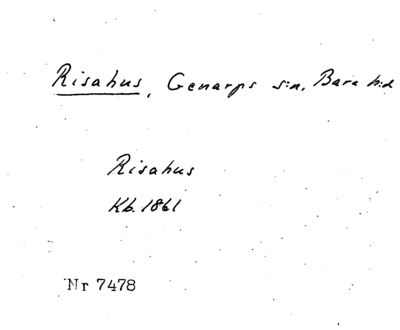 Risahus, Genarps s:n, Bara h:d
Risahus
Kb. 1861
Nr 7478